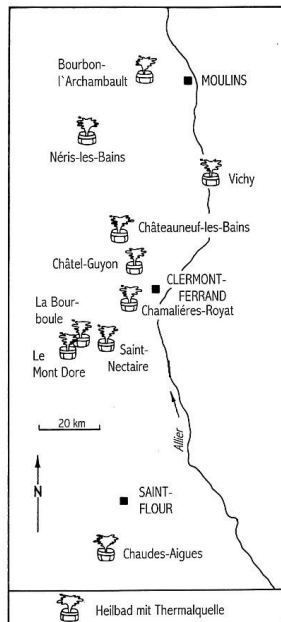 Bourbon-
l`Archambault
MOULINS
Néris-les-Bains
Vichy
Châteauneuf-les-Bains
Châtel-Guyon
CLERMONT-
FERRAND
Chamaliéres-Royat
La Bour-
boule
Le
Mont Dore
Saint-
Nectaire
20 km
Allier
N
SAINT-
FLOUR
Chaudes-Aigues
Heilbad mit Thermalquelle